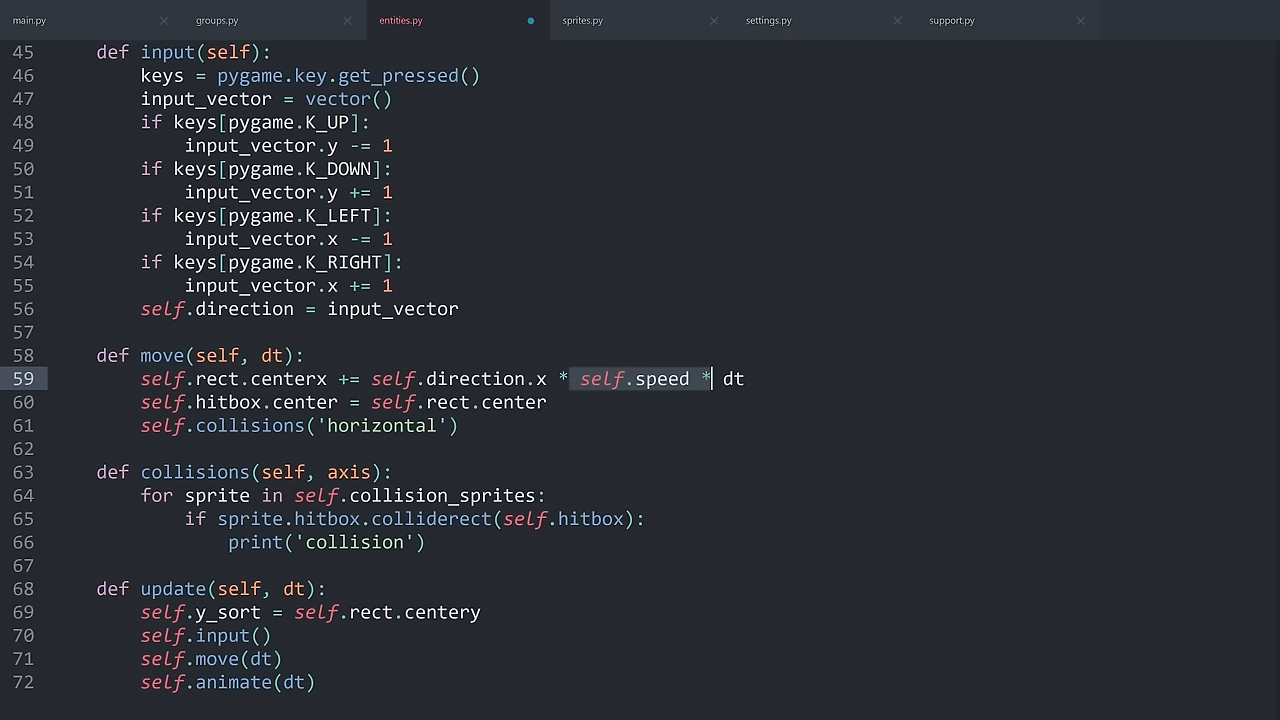 main.py groups.py entities.py sprites.py settings.py support.py
45 def input(self):
46 keys = pygame.key.get_pressed()
47 input_vector = vector()
48 if keys[pygame.K_UP]:
49 input_vector.y -= 1
50 if keys[pygame.K_DOWN]:
51 input_vector.y += 1
52 if keys[pygame.K_LEFT]:
53 input_vector.x -= 1
54 if keys[pygame.K_RIGHT]:
55 input_vector.x += 1
56 self.direction = input_vector
57
58 def move(self, dt):
59 self.rect.centerx += self.direction.x * self.speed * dt
60 self.hitbox.center = self.rect.center
61 self.collisions('horizontal')
62
63 def collisions(self, axis):
64 for sprite in self.collision_sprites:
65 if sprite.hitbox.colliderect(self.hitbox):
66 print('collision')
67
68 def update(self, dt):
69 self.y_sort = self.rect.centery
70 self.input()
71 self.move(dt)
72 self.animate(dt)